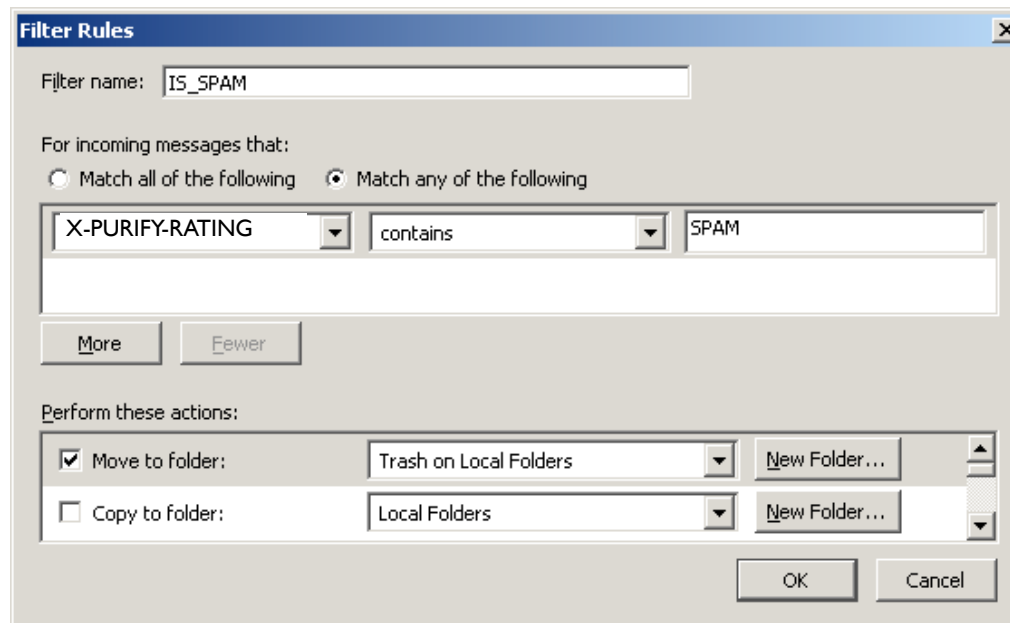 Filter Rules
Filter name: IS_SPAM
For incoming messages that:
Match all of the following Match any of the following
X-PURIFY-RATING contains SPAM
More Fewer
Perform these actions:
Move to folder: Trash on Local Folders New Folder...
Copy to folder: Local Folders New Folder...
OK Cancel